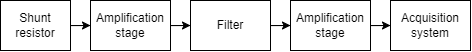 Shunt
resistor
Amplification
stage
Filter
Amplification
stage
Acquisition
system